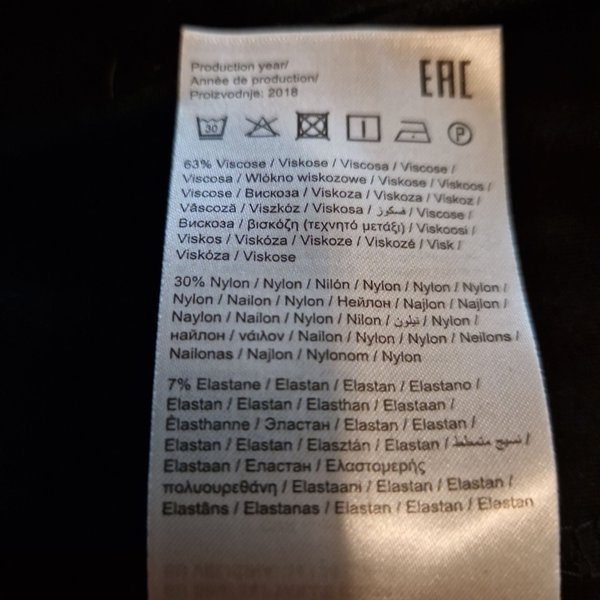 Production year/
Année de production/
Proizvodnje: 2018
EAC
30
P
63% Viscose / Viskose / Viscosa / Viscose /
Viscosa / Włókno wiskozowe / Viskose / Viskoos /
Viscose / Вискоза / Viskoza / Viskoza / Viskoz /
Vâscoză / Viszkóz / Viskosa / فسكوز / Viscose /
Вискоза / βισκόζη (τεχνητό μετάξι) / Viskoosi /
Viskos / Viskóza / Viskoze / Viskozė / Visk /
Viskóza / Viskose
30% Nylon / Nylon / Nilón / Nylon / Nylon / Nylon /
Nylon / Nailon / Nylon / Нейлон / Najlon / Najlon /
Naylon / Nailon / Nylon / Nilon / نيلون / Nylon /
найлон / νάιλον / Nailon / Nylon / Nylon / Neilons /
Nailonas / Najlon / Nylonom / Nylon
7% Elastane / Elastan / Elastan / Elastano /
Elastan / Elastan / Elasthan / Elastaan /
Élasthanne / Эластан / Elastan / Elastan /
Elastan / Elastan / Elasztán / Elastan / نسيج متمطط /
Elastaan / Еластан / Ελαστομερής
πολυουρεθάνη / Elastaani / Elastan / Elastan /
Elastāns / Elastanas / Elastan / Elastan / Elastan